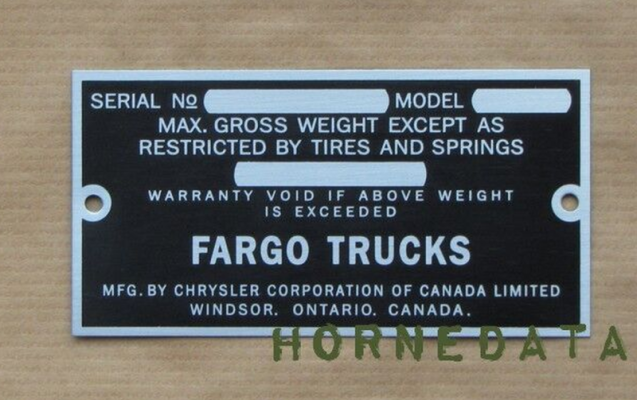 SERIAL Nº MODEL
MAX. GROSS WEIGHT EXCEPT AS
RESTRICTED BY TIRES AND SPRINGS
WARRANTY VOID IF ABOVE WEIGHT
IS EXCEEDED
FARGO TRUCKS
MFG. BY CHRYSLER CORPORATION OF CANADA LIMITED
WINDSOR. ONTARIO. CANADA.
HORNEDATA